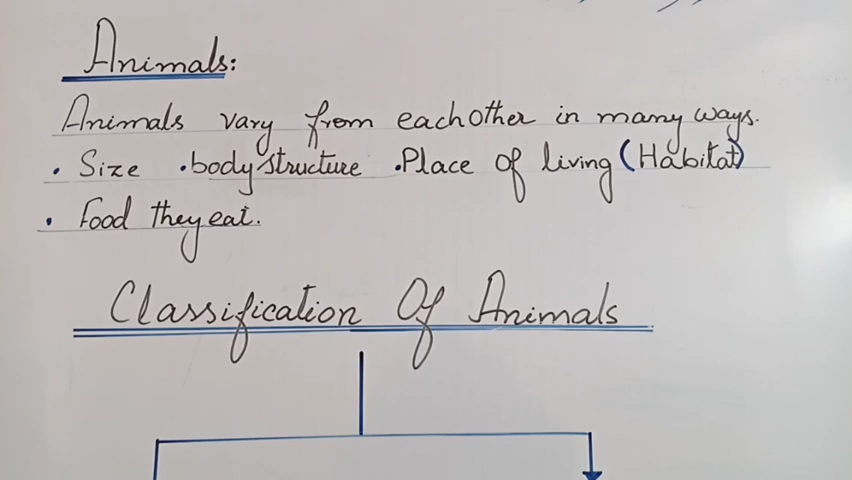 Animals:
Animals vary from eachother in many ways.
• Size •body structure •Place of living (Habitat)
• Food they eat.
Classification Of Animals